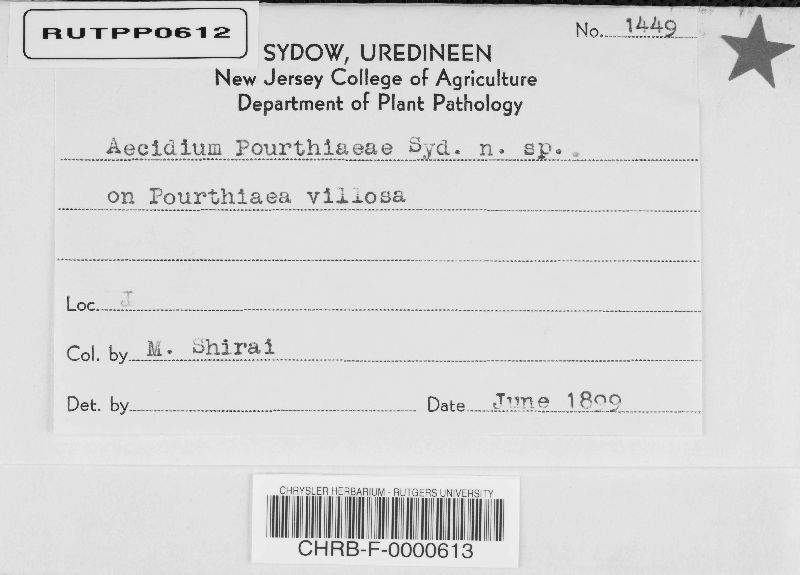 RUTPP0612
No. 1449
SYDOW, UREDINEEN
New Jersey College of Agriculture
Department of Plant Pathology
Aecidium Pourthiaeae Syd. n. sp.
on Pourthiaea villosa
Loc. J
Col. by M. Shirai
Det. by
Date June 1899
CHRYSLER HERBARIUM - RUTGERS UNIVERSITY
CHRB-F-0000613